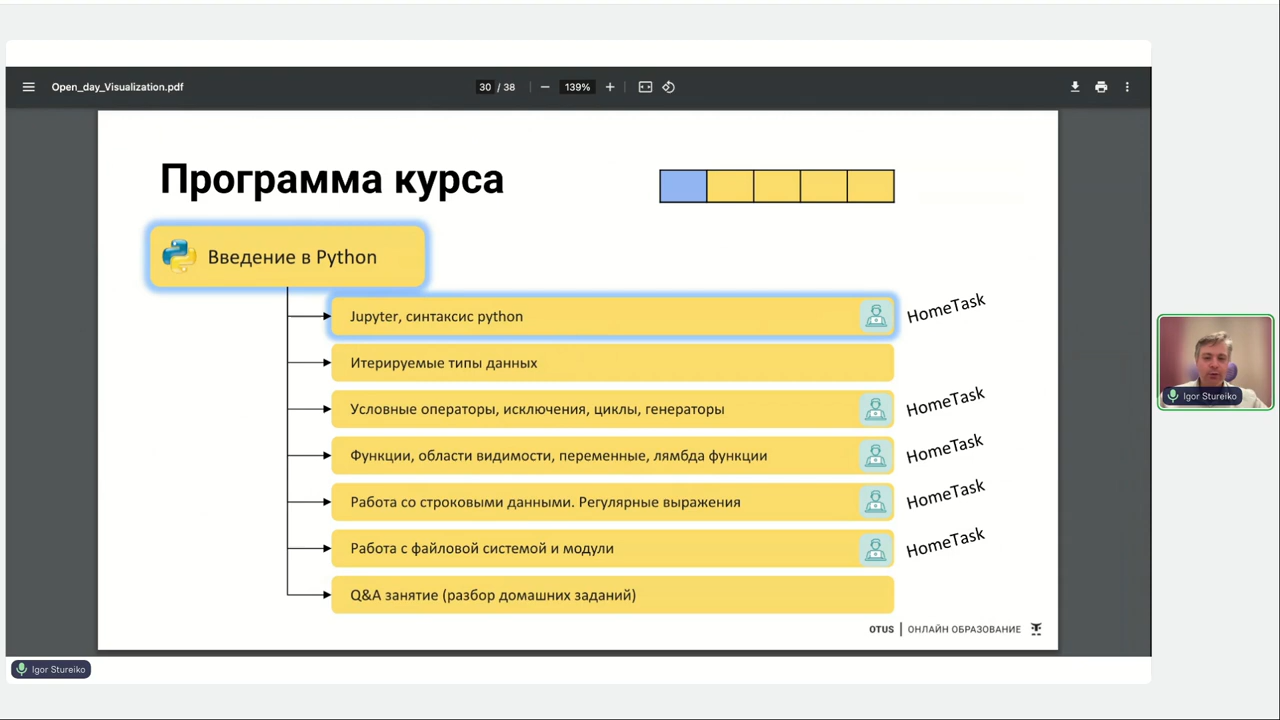 Open_day_Visualization.pdf
30 / 38
139%
Программа курса
Введение в Python
Jupyter, синтаксис python
HomeTask
Итерируемые типы данных
Условные операторы, исключения, циклы, генераторы
HomeTask
Функции, области видимости, переменные, лямбда функции
HomeTask
Работа со строковыми данными. Регулярные выражения
HomeTask
Работа с файловой системой и модули
HomeTask
Q&A занятие (разбор домашних заданий)
OTUS | ОНЛАЙН ОБРАЗОВАНИЕ
Igor Stureiko
Igor Stureiko